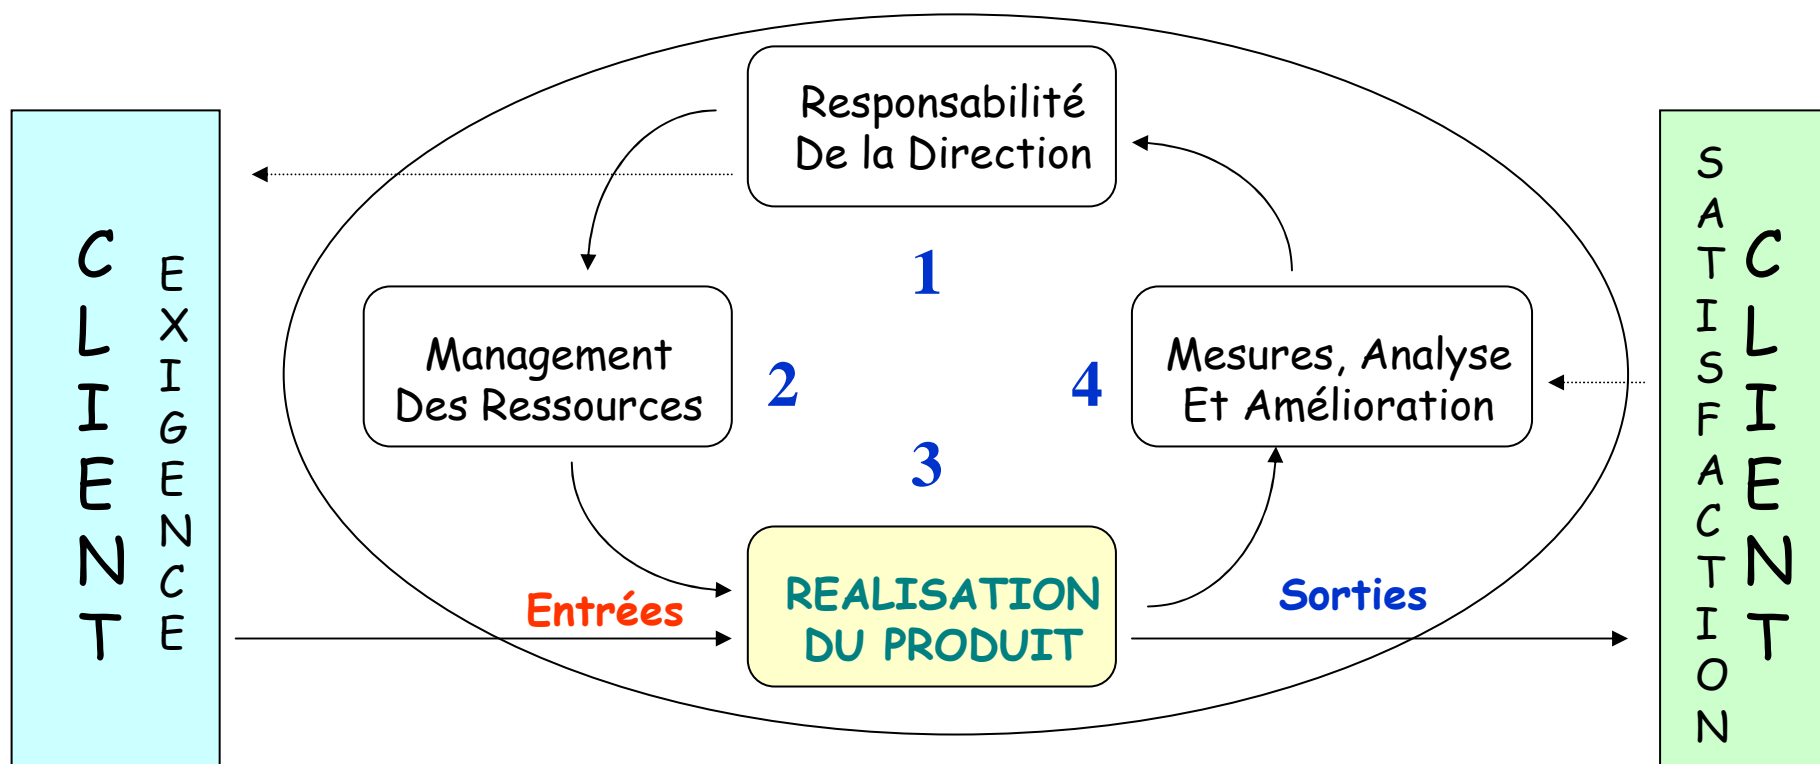 CLIENT
EXIGENCE
Responsabilité
De la Direction
1
Management
Des Ressources
2
4
Mesures, Analyse
Et Amélioration
3
Entrées
REALISATION
DU PRODUIT
Sorties
SATISFACTION
CLIENT